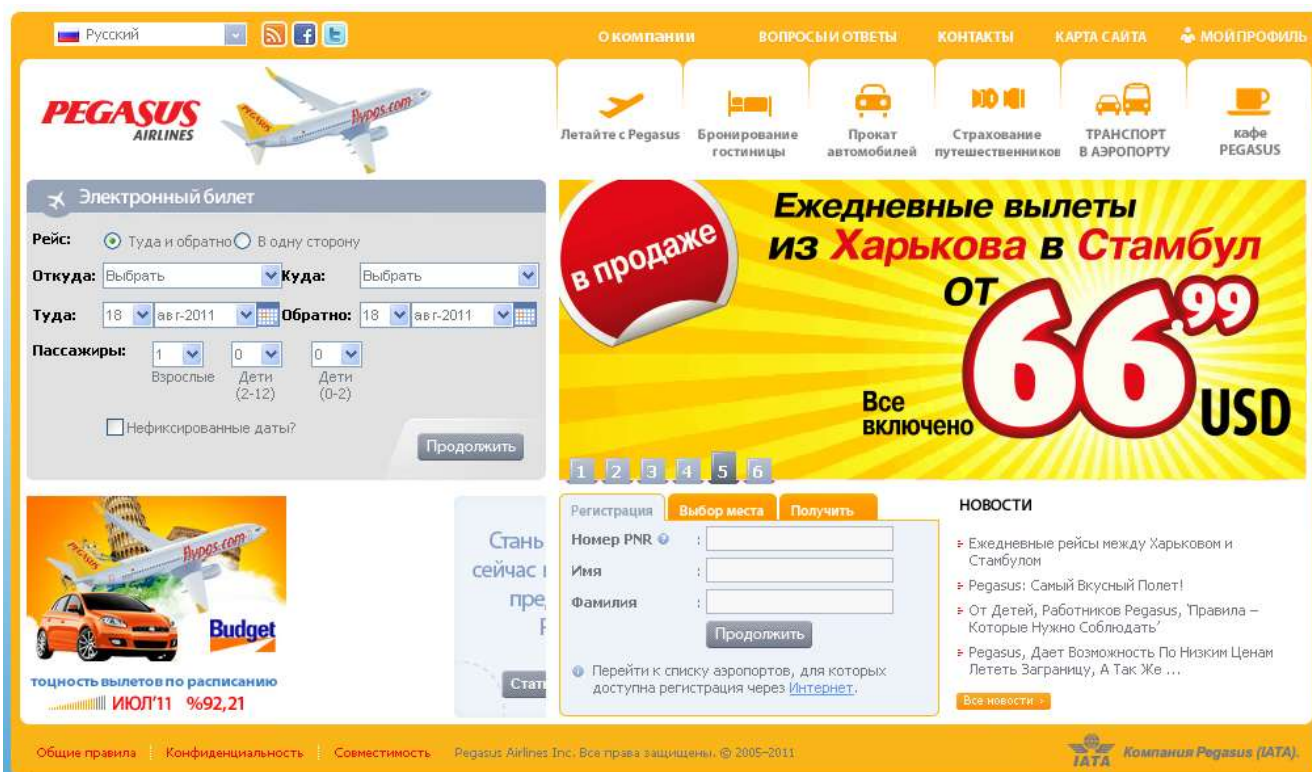 Русский
О компании ВОПРОСЫ И ОТВЕТЫ КОНТАКТЫ КАРТА САЙТА МОЙ ПРОФИЛЬ
PEGASUS
AIRLINES
PEGASUS
flypgs.com
Летайте с Pegasus
Бронирование
гостиницы
Прокат
автомобилей
Страхование
путешественников
ТРАНСПОРТ
В АЭРОПОРТУ
кафе
PEGASUS
Электронный билет
Рейс: Туда и обратно В одну сторону
Откуда: Выбрать Куда: Выбрать
Туда: 18 авг-2011 Обратно: 18 авг-2011
Пассажиры: 1 0 0
Взрослые Дети Дети
(2-12) (0-2)
Нефиксированные даты?
Продолжить
в продаже
Ежедневные вылеты
из Харькова в Стамбул
ОТ 66.99
Все
включено
USD
1 2 3 4 5 6
PEGASUS
flypgs.com
Budget
тоцность вылетов по расписанию
ИЮЛ'11 %92,21
Стань
сейчас
пре
Регистрация Выбор места Получить
Номер PNR :
Имя :
Фамилия :
Продолжить
Перейти к списку аэропортов, для которых
доступна регистрация через Интернет.
НОВОСТИ
Ежедневные рейсы между Харьковом и
Стамбулом
Pegasus: Самый Вкусный Полет!
От Детей, Работников Pegasus, 'Правила –
Которые Нужно Соблюдать'
Pegasus, Дает Возможность По Низким Ценам
Лететь Заграницу, А Так Же ...
Все новости
Общие правила Конфиденциальность Совместимость Pegasus Airlines Inc. Все права защищены. © 2005–2011
IATA
Компания Pegasus (IATA).